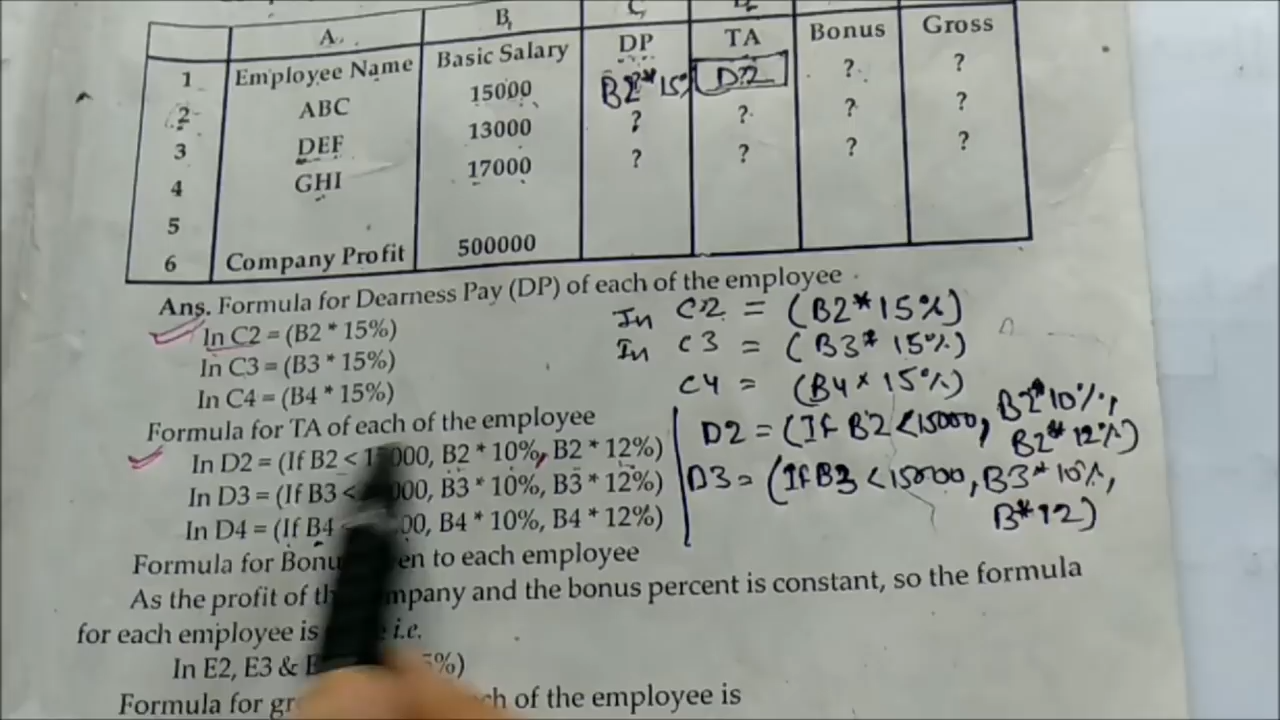 A. B, C,
1 Employee Name Basic Salary DP TA Bonus Gross
2 ABC 15000 B2*15% D2 ? ?
3 DEF 13000 ? ? ? ?
4 GHI 17000 ? ? ? ?
5
6 Company Profit 500000
Ans. Formula for Dearness Pay (DP) of each of the employee
In C2 = (B2 * 15%) In C2 = (B2* 15%)
In C3 = (B3 * 15%) In C3 = (B3* 15%)
In C4 = (B4 * 15%) C4 = (B4 * 15%)
Formula for TA of each of the employee
In D2 = (If B2 < 000, B2 * 10%, B2 * 12%) D2 = (If B2 <15000, B2*10%,
B2* 12%)
In D3 = (If B3 < 000, B3 * 10%, B3 * 12%) D3 = (If B3 <15000, B3*10%,
B*12)
In D4 = (If B4 00, B4 * 10%, B4 * 12%)
Formula for to each employee
As the profit of and the bonus percent is constant, so the formula
for each employee is i.e.
In E2, E3 & %)
Formula for of the employee is